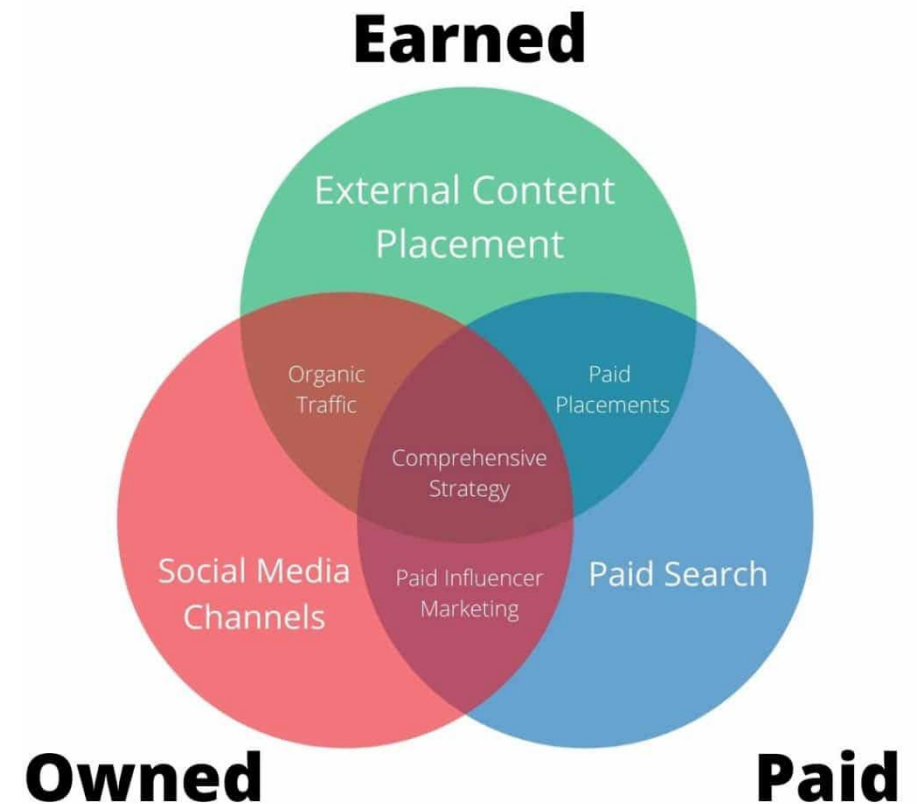 Earned
External Content
Placement
Organic
Traffic
Paid
Placements
Comprehensive
Strategy
Social Media
Channels
Paid Influencer
Marketing
Paid Search
Owned
Paid